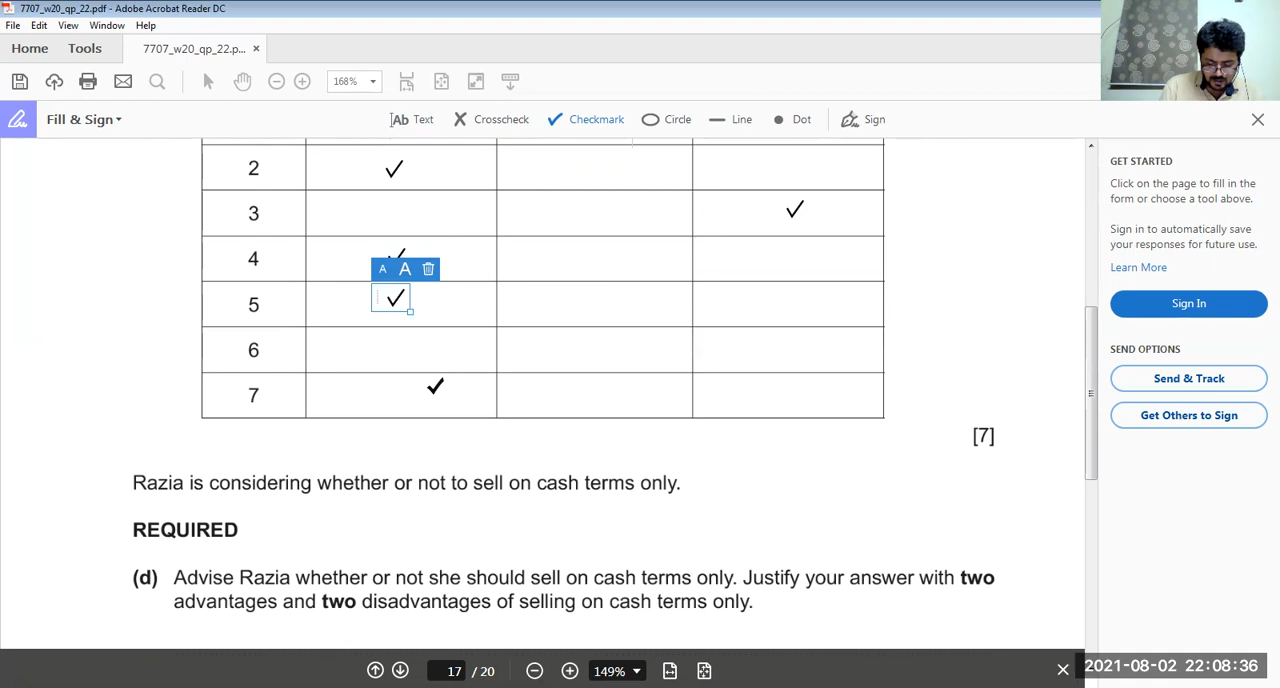 7707_w20_qp_22.pdf - Adobe Acrobat Reader DC
File Edit View Window Help
Home Tools 7707_w20_qp_22.p... ×
168%
Fill & Sign Ab Text Crosscheck Checkmark Circle Line Dot Sign
2 ✓
3 ✓
4 ✓
A A
5 ✓
6
7 ✓
[7]
Razia is considering whether or not to sell on cash terms only.
REQUIRED
(d) Advise Razia whether or not she should sell on cash terms only. Justify your answer with two
advantages and two disadvantages of selling on cash terms only.
GET STARTED
Click on the page to fill in the
form or choose a tool above.
Sign in to automatically save
your responses for future use.
Learn More
Sign In
SEND OPTIONS
Send & Track
Get Others to Sign
17 / 20 149%
2021-08-02 22:08:36